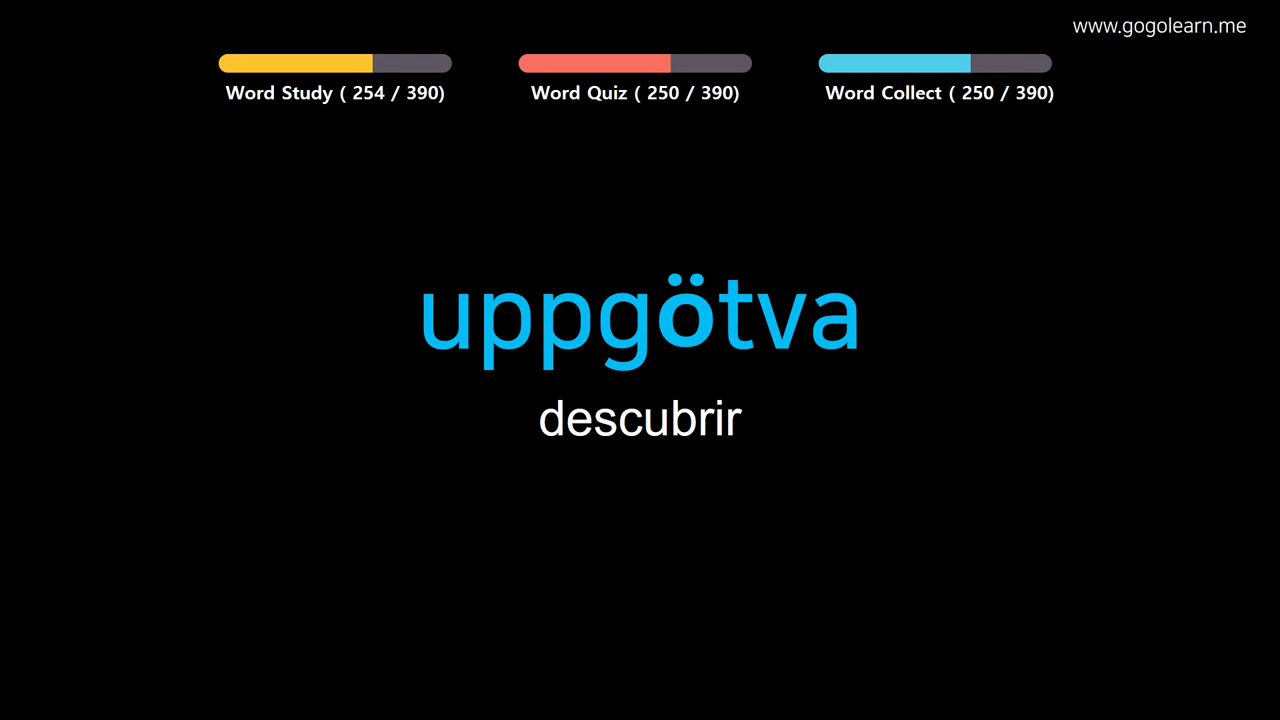 www.gogolearn.me
Word Study ( 254 / 390)
Word Quiz ( 250 / 390)
Word Collect ( 250 / 390)
uppgötva
descubrir